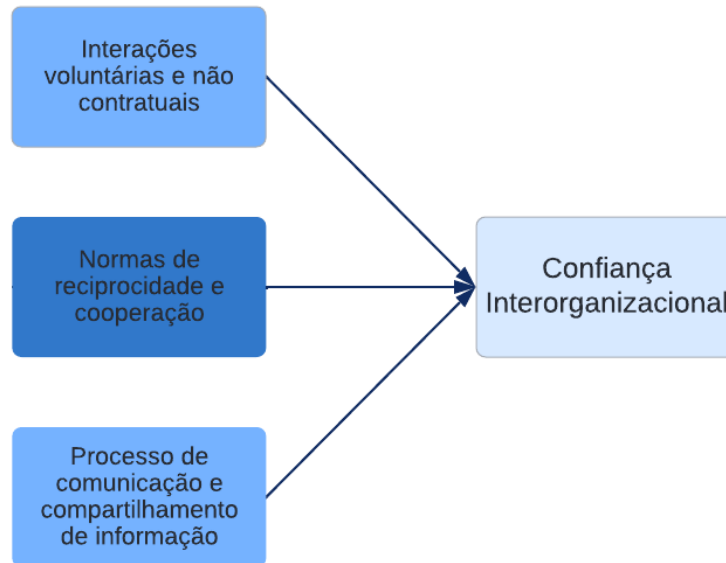 Interações
voluntárias e não
contratuais
Normas de
reciprocidade e
cooperação
Confiança
Interorganizacional
Processo de
comunicação e
compartilhamento
de informação